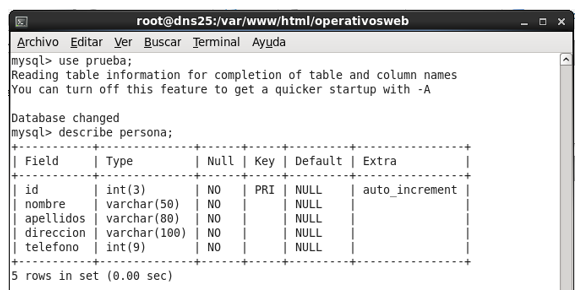 root@dns25:/var/www/html/operativosweb
Archivo Editar Ver Buscar Terminal Ayuda
mysql> use prueba;
Reading table information for completion of table and column names
You can turn off this feature to get a quicker startup with -A

Database changed
mysql> describe persona;
+-----------+--------------+------+-----+---------+----------------+
| Field     | Type         | Null | Key | Default | Extra          |
+-----------+--------------+------+-----+---------+----------------+
| id        | int(3)       | NO   | PRI | NULL    | auto_increment |
| nombre    | varchar(50)  | NO   |     | NULL    |                |
| apellidos | varchar(80)  | NO   |     | NULL    |                |
| direccion | varchar(100) | NO   |     | NULL    |                |
| telefono  | int(9)       | NO   |     | NULL    |                |
+-----------+--------------+------+-----+---------+----------------+
5 rows in set (0.00 sec)